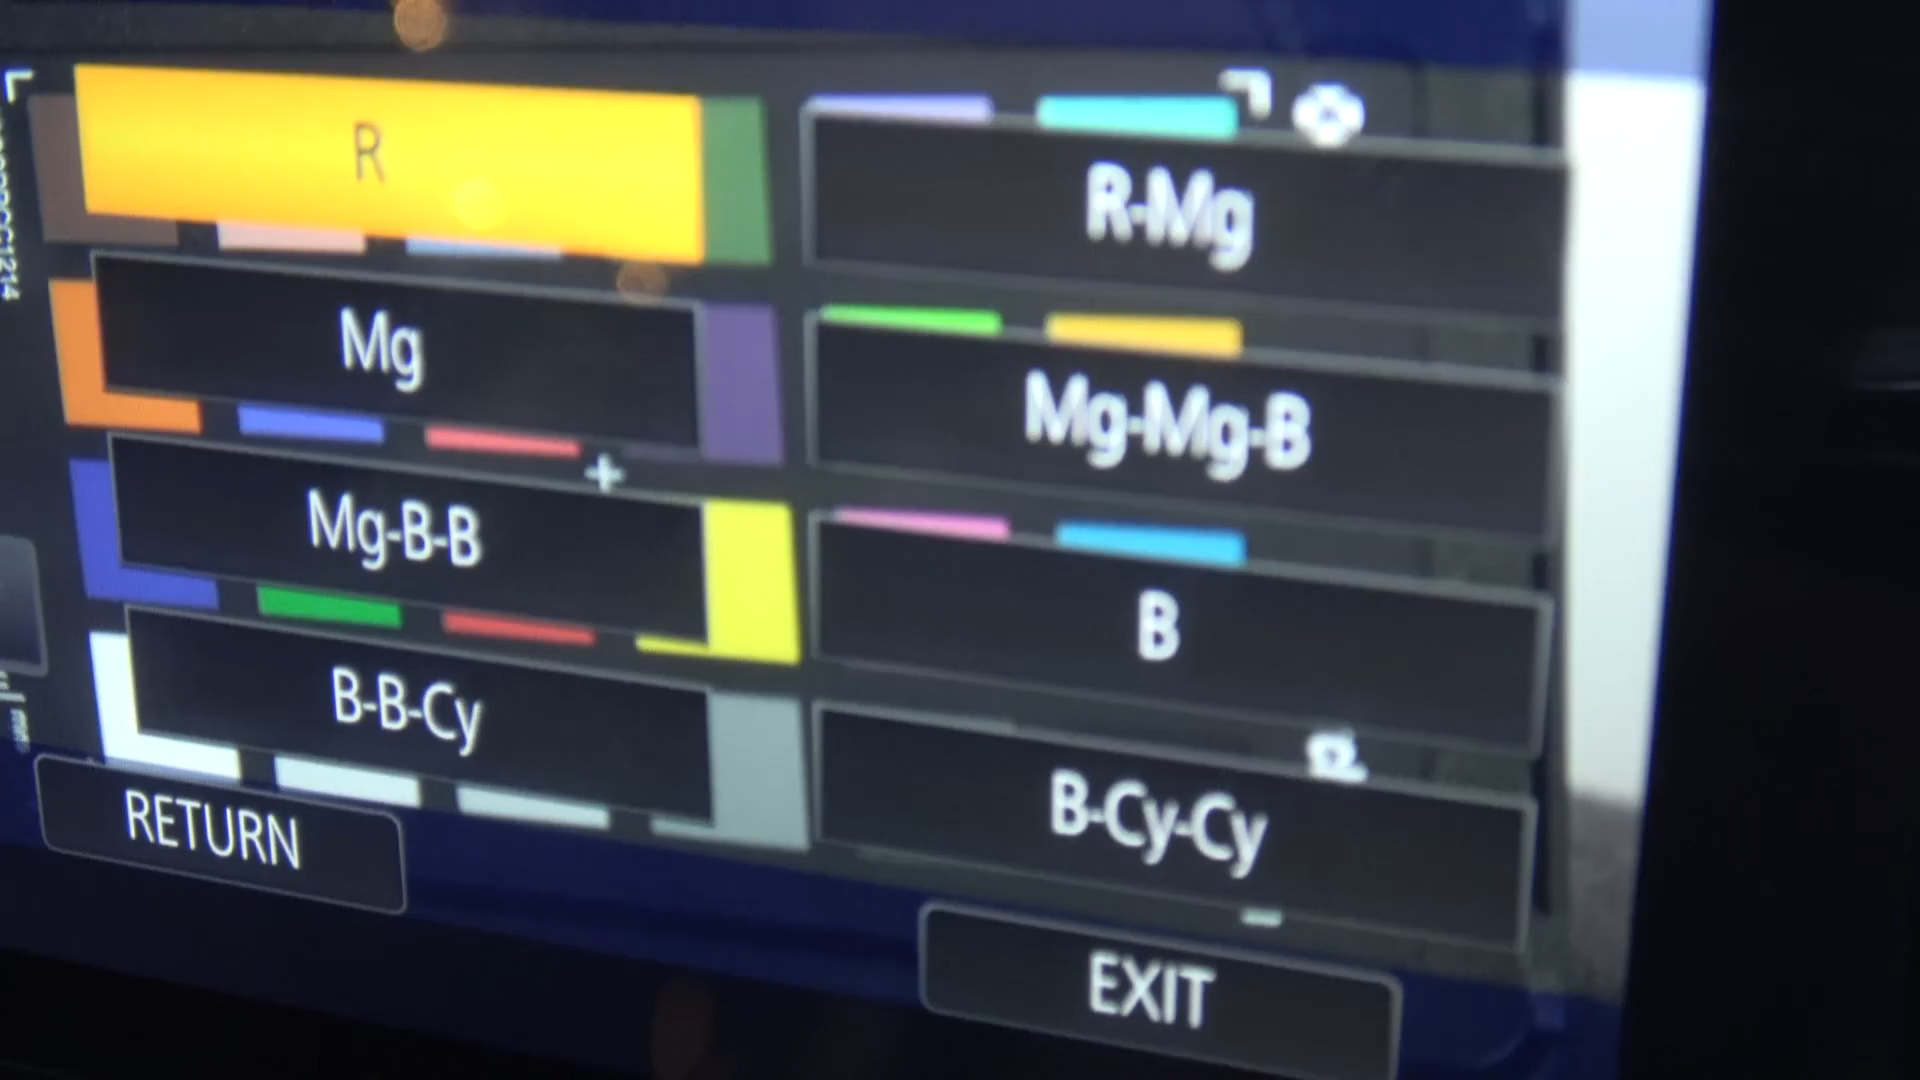 R
R-Mg
Mg
Mg-Mg-B
Mg-B-B
B
B-B-Cy
B-Cy-Cy
RETURN
EXIT